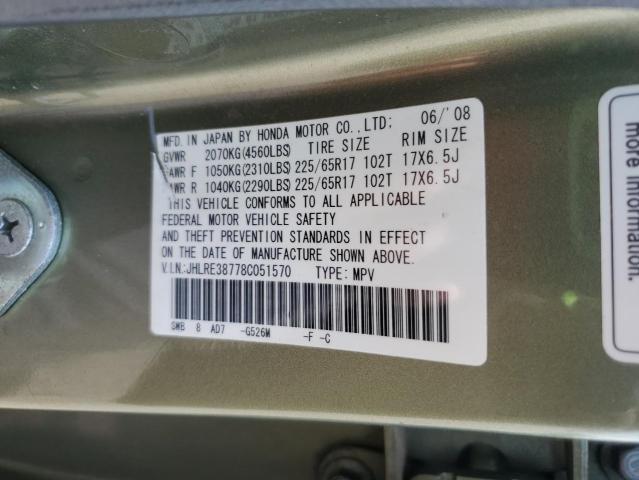 MFD. IN JAPAN BY HONDA MOTOR CO.,LTD: 06/'08
GVWR 2070KG(4560LBS) TIRE SIZE RIM SIZE
GAWR F 1050KG(2310LBS) 225/65R17 102T 17X6.5J
GAWR R 1040KG(2290LBS) 225/65R17 102T 17X6.5J
THIS VEHICLE CONFORMS TO ALL APPLICABLE
FEDERAL MOTOR VEHICLE SAFETY
AND THEFT PREVENTION STANDARDS IN EFFECT
ON THE DATE OF MANUFACTURE SHOWN ABOVE.
V.I.N.:JHLRE38778C051570 TYPE: MPV
SWB 8 AD7 -G526M -F -C
more information.